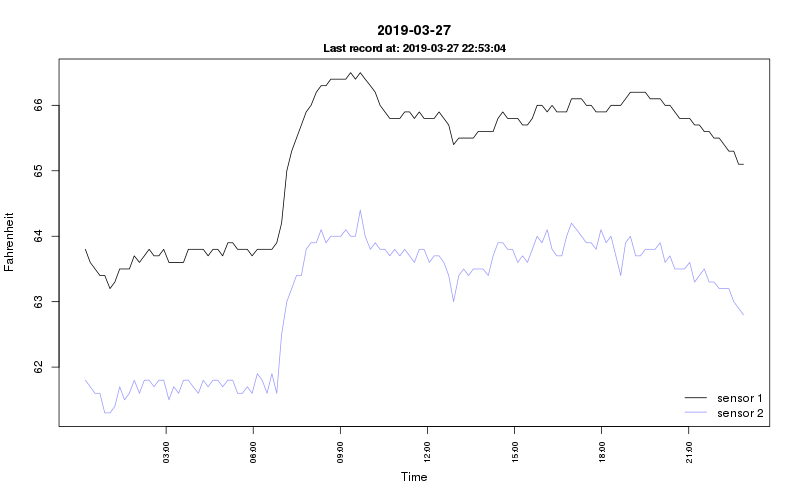 2019-03-27
Last record at: 2019-03-27 22:53:04
Fahrenheit
66
65
64
63
62
sensor 1
sensor 2
03:00
06:00
09:00
12:00
15:00
18:00
21:00
Time